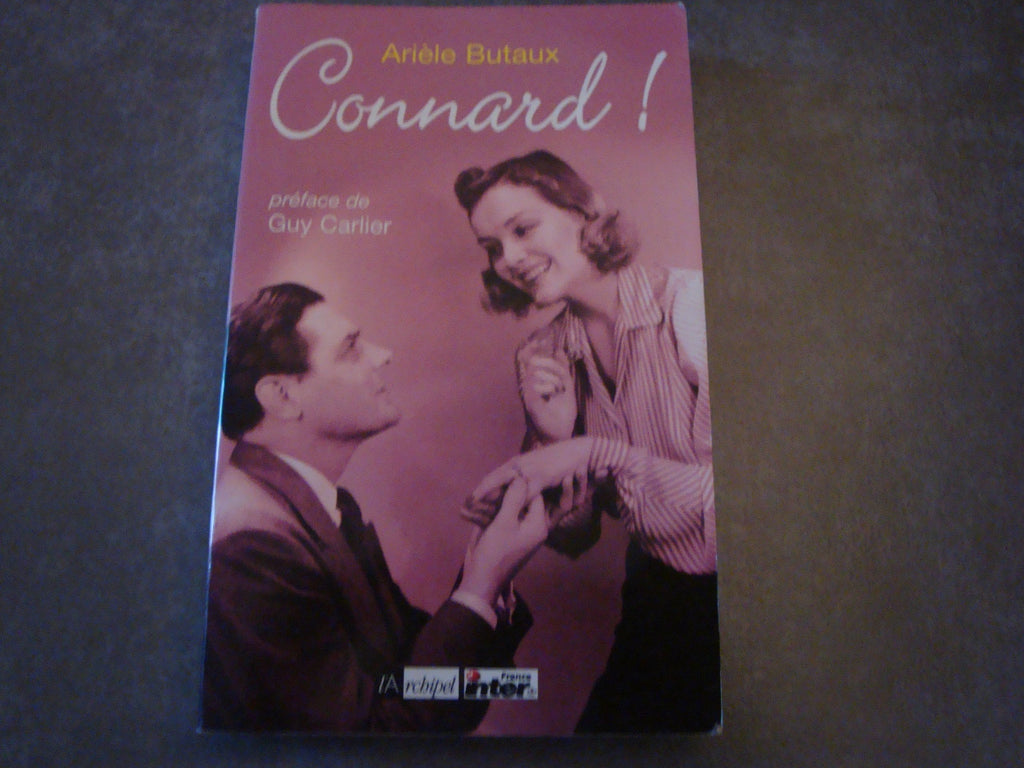 Arièle Butaux
Connard !
préface de
Guy Carlier
l'Archipel
France
inter